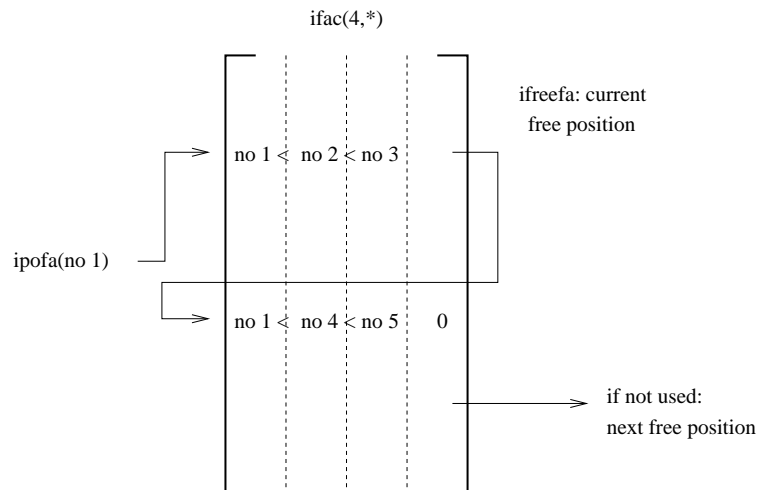 ifac(4,*)
ifreefa: current
free position
no 1 < no 2 < no 3
ipofa(no 1)
no 1 < no 4 < no 5 0
if not used:
next free position